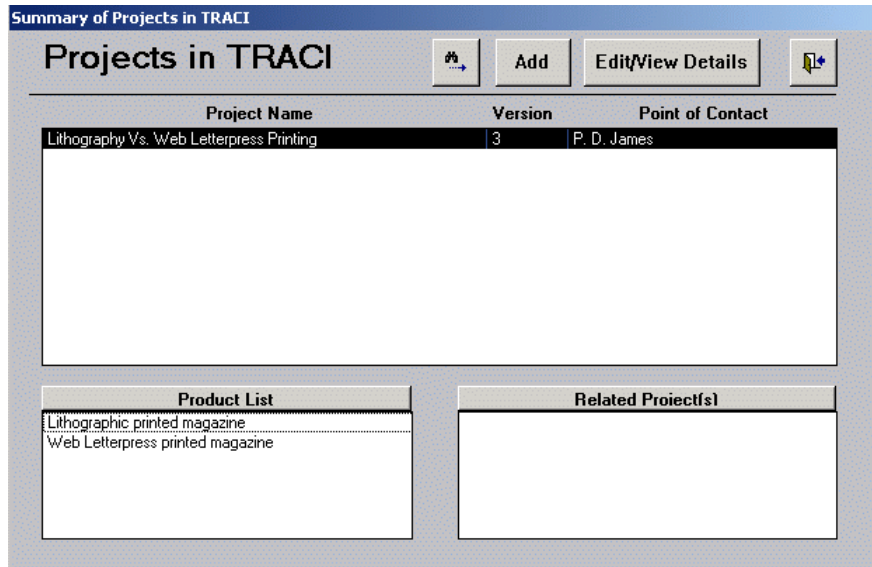 Summary of Projects in TRACI
Projects in TRACI
Add
Edit/View Details
Project Name Version Point of Contact
Lithography Vs. Web Letterpress Printing 3 P. D. James
Product List
Lithographic printed magazine
Web Letterpress printed magazine
Related Project(s)